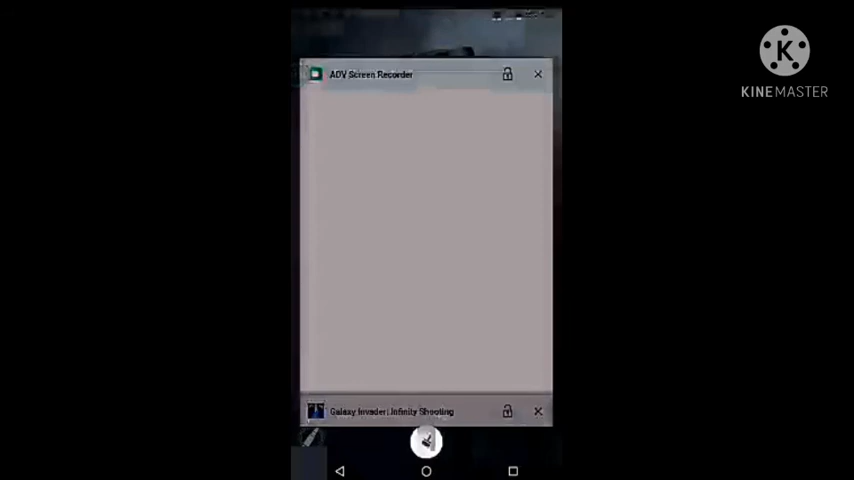 ADV Screen Recorder
KINEMASTER
Galaxy Invader: Infinity Shooting